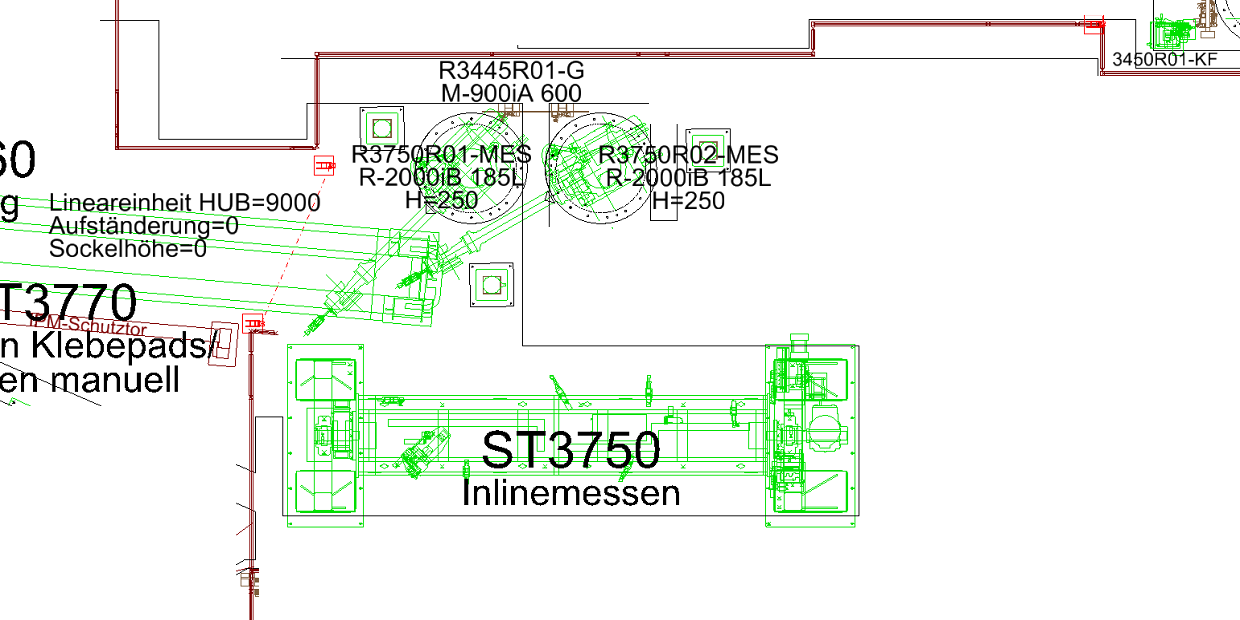 3450R01-KF
R3445R01-G
M-900iA 600
R3750R01-MES
R-2000iB 185L
H=250
R3750R02-MES
R-2000iB 185L
H=250
60
g
Lineareinheit HUB=9000
Aufständerung=0
Sockelhöhe=0
T3770
IPM-Schutztor
n Klebepads/
en manuell
ST3750
Inlinemessen